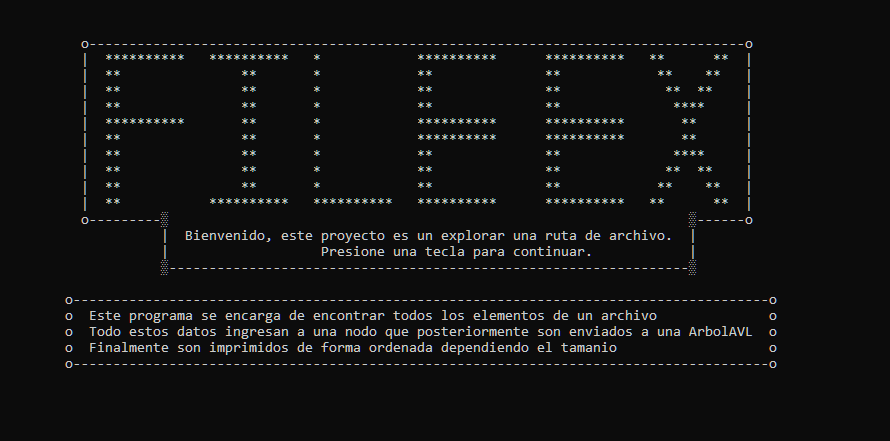 FILEEX
Bienvenido, este proyecto es un explorar una ruta de archivo.
Presione una tecla para continuar.
Este programa se encarga de encontrar todos los elementos de un archivo
Todo estos datos ingresan a una nodo que posteriormente son enviados a una ArbolAVL
Finalmente son imprimidos de forma ordenada dependiendo el tamanio